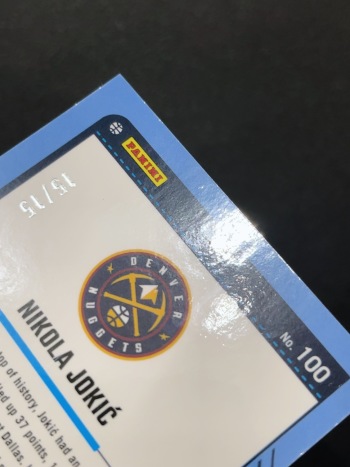 PANINI
15/15
DENVER
NUGGETS
No. 100
NIKOLA JOKIĆ
of history, Jokić had an
up 37 points,
Dallas,